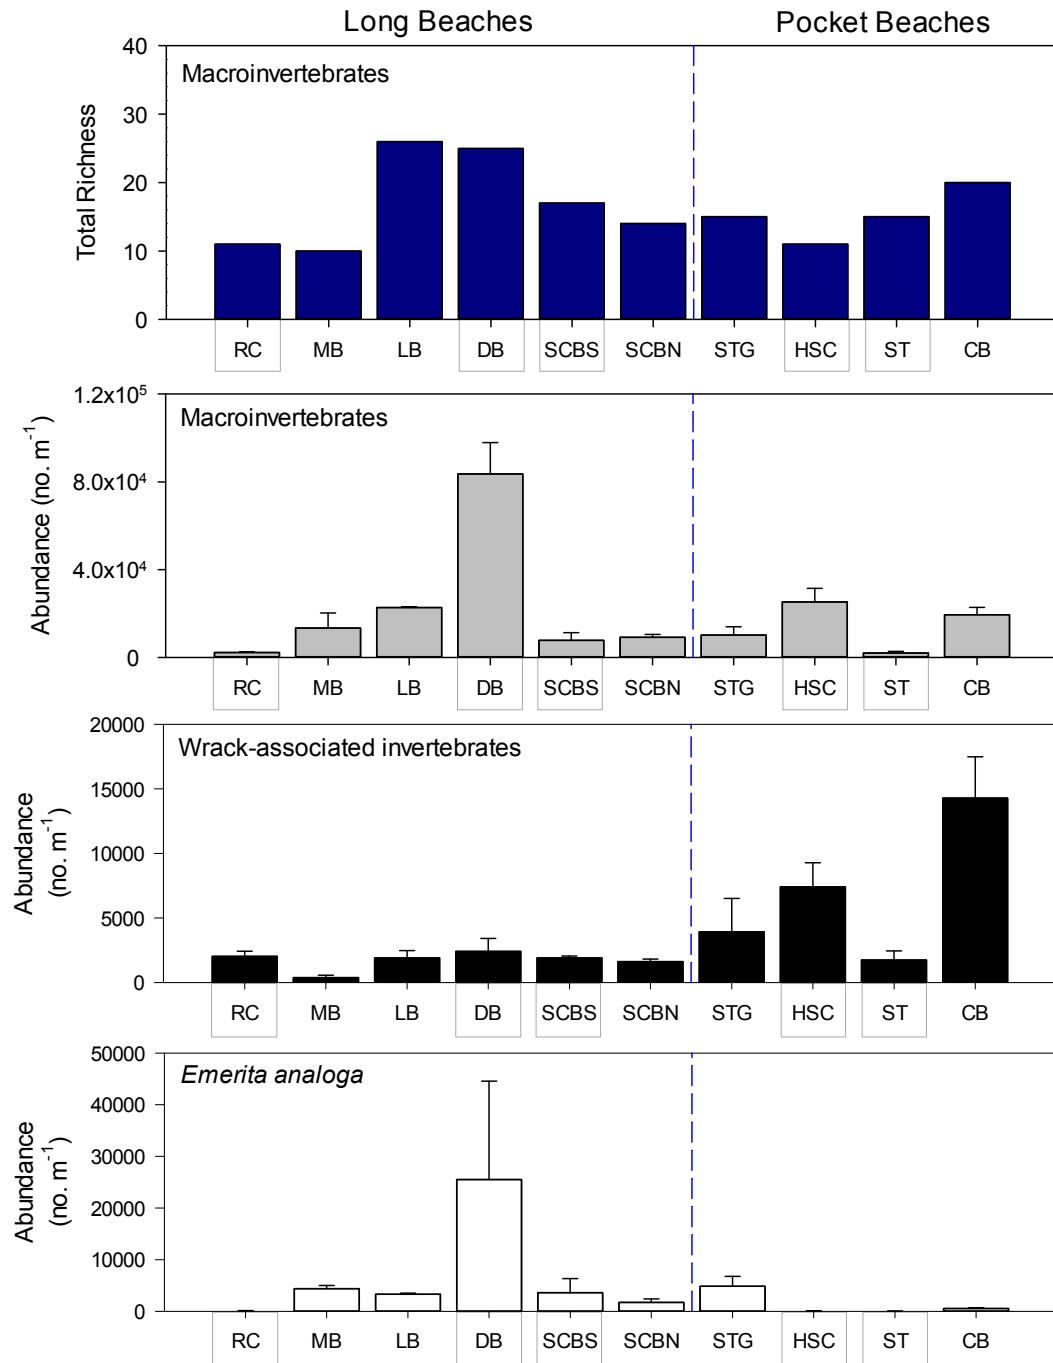 Long Beaches Pocket Beaches
Macroinvertebrates
Total Richness
40
30
20
10
0
RC MB LB DB SCBS SCBN STG HSC ST CB
Macroinvertebrates
Abundance (no. m⁻¹)
1.2x10⁵
8.0x10⁴
4.0x10⁴
0
RC MB LB DB SCBS SCBN STG HSC ST CB
Wrack-associated invertebrates
Abundance
(no. m⁻¹)
20000
15000
10000
5000
0
RC MB LB DB SCBS SCBN STG HSC ST CB
Emerita analoga
Abundance
(no. m⁻¹)
50000
40000
30000
20000
10000
0
RC MB LB DB SCBS SCBN STG HSC ST CB